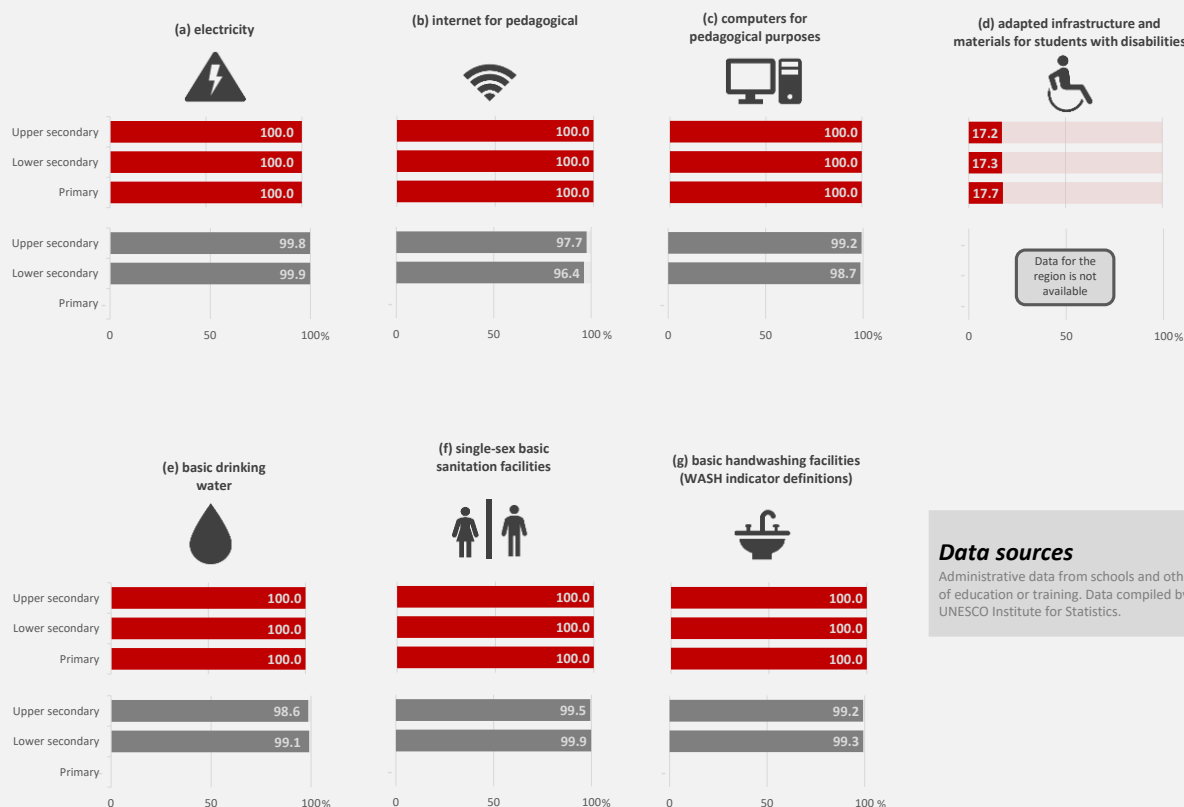 (a) electricity
(b) internet for pedagogical
(c) computers for
pedagogical purposes
(d) adapted infrastructure and
materials for students with disabilities
Upper secondary
100.0
100.0
100.0
17.2
Lower secondary
100.0
100.0
100.0
17.3
Primary
100.0
100.0
100.0
17.7
Upper secondary
99.8
97.7
99.2
Lower secondary
99.9
96.4
98.7
Data for the
region is not
available
Primary
0
50
100%
0
50
100%
0
50
100%
0
50
100%
(e) basic drinking
water
(f) single-sex basic
sanitation facilities
(g) basic handwashing facilities
(WASH indicator definitions)
Upper secondary
100.0
100.0
100.0
Lower secondary
100.0
100.0
100.0
Primary
100.0
100.0
100.0
Upper secondary
98.6
99.5
99.2
Lower secondary
99.1
99.9
99.3
Primary
0
50
100%
0
50
100%
0
50
100 %
Data sources
Administrative data from schools and oth
of education or training. Data compiled by
UNESCO Institute for Statistics.